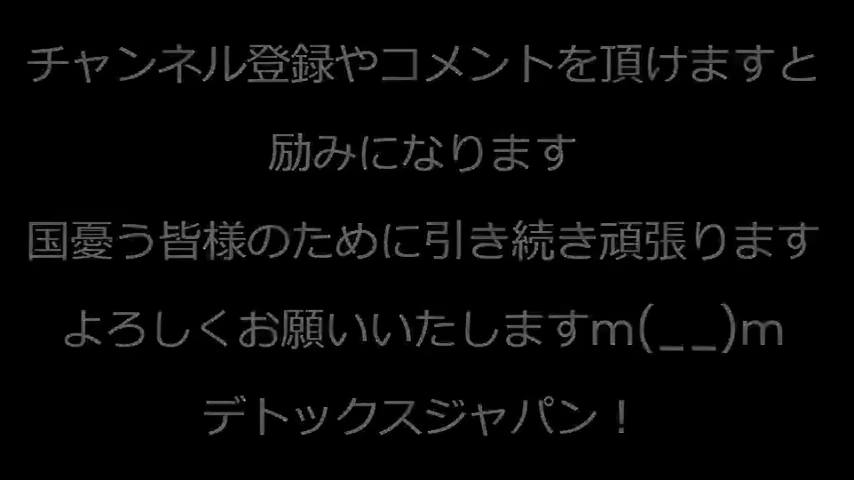 チャンネル登録やコメントを頂けますと
励みになります
国憂う皆様のために引き続き頑張ります
よろしくお願いいたしますm(__)m
デトックスジャパン！